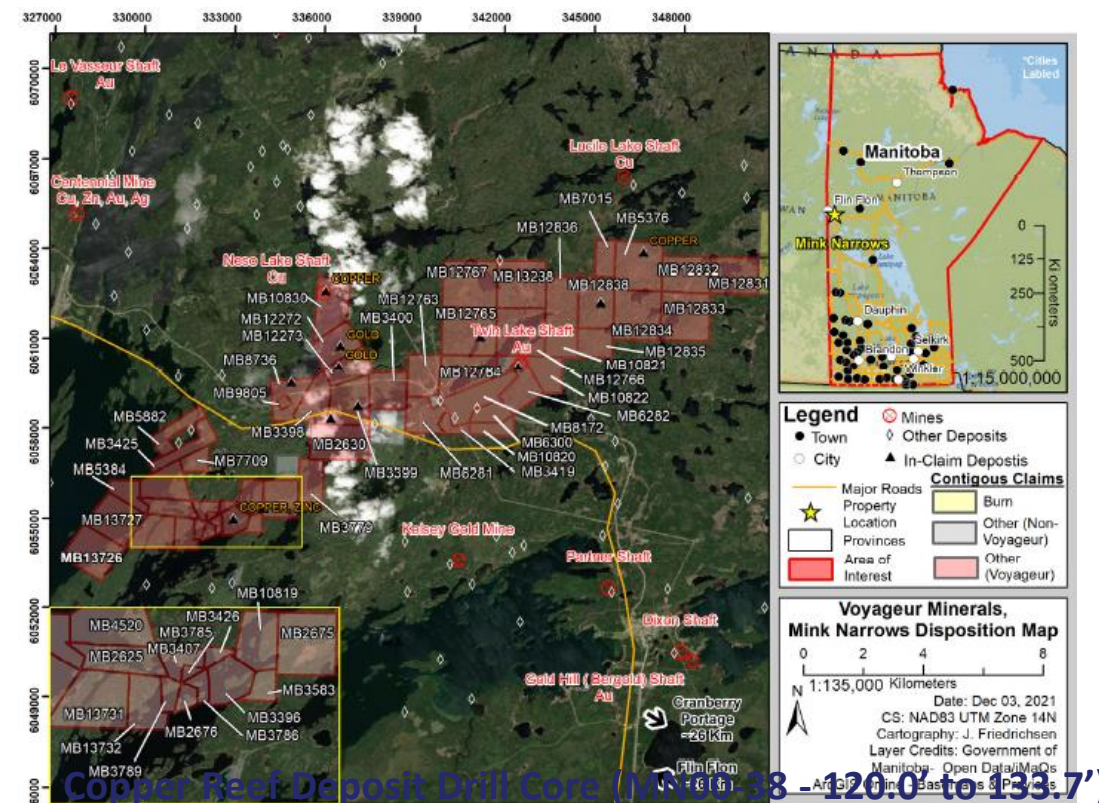 327000 330000 333000 336000 339000 342000 345000 348000
6070000
6067000
6064000
6061000
6058000
6055000
6052000
6049000
Le Vasseur Shaft
Au
Centennial Mine
Cu, Zn, Au, Ag
Lucile Lake Shaft
Cu
MB7015
MB5376
MB12836
COPPER
Neso Lake Shaft
Cu
COPPER
MB12767
MB13238
MB12838
MB12832
MB12831
MB10830
MB12763
MB12272
MB3400
MB12765
MB12833
MB12273
GOLD
GOLD
Twin Lake Shaft
Au
MB12834
MB12835
MB8736
MB12764
MB10821
MB12766
MB9805
MB10822
MB6282
MB5882
MB3398
MB8172
MB3425
MB2630
MB6300
MB10820
MB5384
MB7709
MB3399
MB6281
MB3419
COPPER, ZINC
MB13727
MB3779
Kelsey Gold Mine
MB13726
Partner Shaft
MB10819
Dixon Shaft
MB4520
MB3426
MB3785
MB2675
MB2625
MB3407
MB3583
Gold Hill ( Bergold) Shaft
Au
MB13731
MB3396
MB13732
MB2676
MB3786
MB3789
Cranberry
Portage
~26 Km
Flin Flon
*Cities
Labled
Manitoba
Thompson
Flin Flon
MANITOBA
Mink Narrows
Dauphin
Selkirk
Brandon
Winkler
0
125
250
500
Kilometers
1:15,000,000
Legend
Town
City
Mines
Other Deposits
In-Claim Depostis
Major Roads
Property
Location
Provinces
Area of
Interest
Contigous Claims
Burn
Other (Non-
Voyageur)
Other
(Voyageur)
Voyageur Minerals,
Mink Narrows Disposition Map
0 2 4 6 8
N
1:135,000 Kilometers
Date: Dec 03, 2021
CS: NAD83 UTM Zone 14N
Cartography: J. Friedrichsen
Layer Credits: Government of
Manitoba- Open Data/iMaQs
ArcGIS Online - Basemaps & Provinces
Copper Reef Deposit Drill Core (MN00-38 - 120.0' to 133.7')